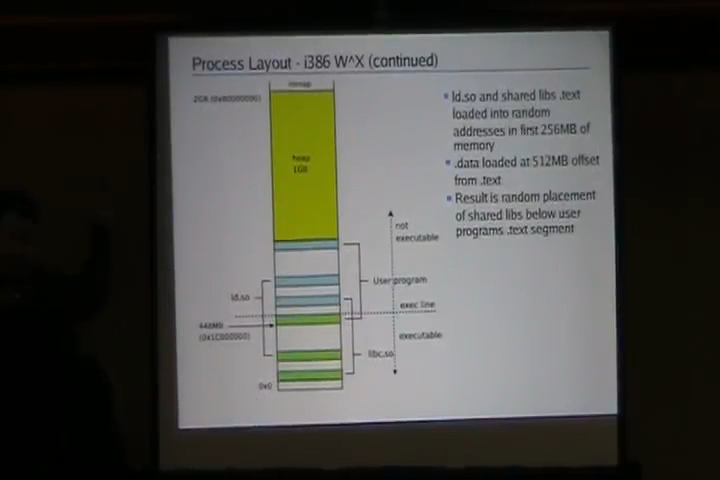 Process Layout - i386 W^X (continued)
mmap
2GB (0x80000000)
heap
1GB
not
executable
User program
ld.so
exec line
448MB
(0x1C000000)
executable
libc.so
0x0
ld.so and shared libs .text
loaded into random
addresses in first 256MB of
memory
.data loaded at 512MB offset
from .text
Result is random placement
of shared libs below user
programs .text segment